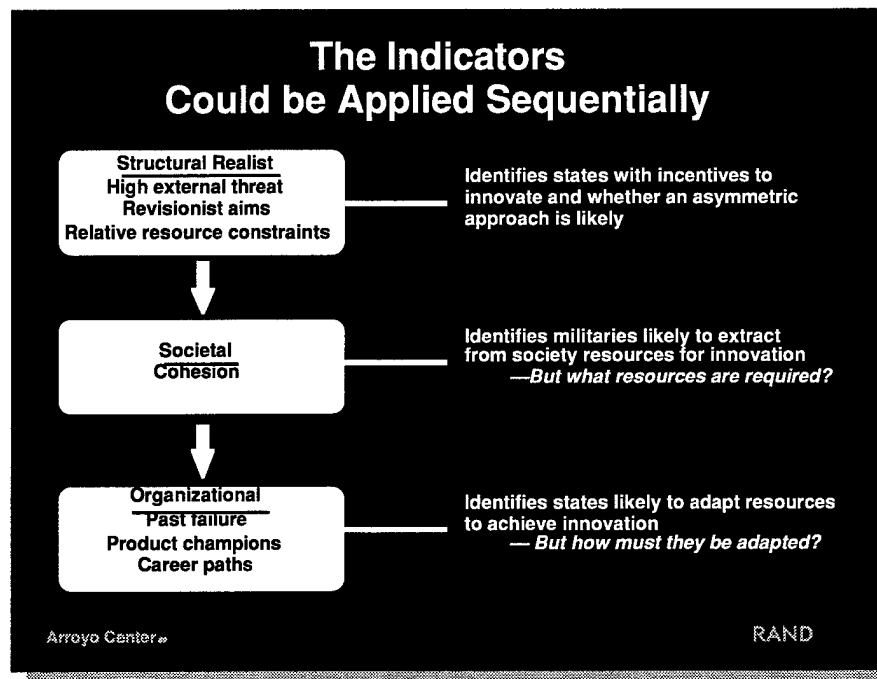 The Indicators
Could be Applied Sequentially
Structural Realist
High external threat
Revisionist aims
Relative resource constraints
Identifies states with incentives to
innovate and whether an asymmetric
approach is likely
Societal
Cohesion
Identifies militaries likely to extract
from society resources for innovation
—But what resources are required?
Organizational
Past failure
Product champions
Career paths
Identifies states likely to adapt resources
to achieve innovation
— But how must they be adapted?
Arroyo Center
RAND